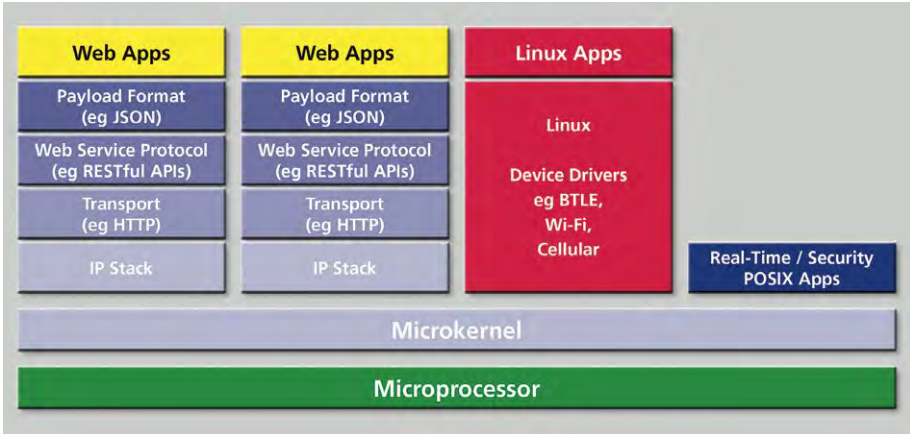 Web Apps
Payload Format
(eg JSON)
Web Service Protocol
(eg RESTful APIs)
Transport
(eg HTTP)
IP Stack
Web Apps
Payload Format
(eg JSON)
Web Service Protocol
(eg RESTful APIs)
Transport
(eg HTTP)
IP Stack
Linux Apps
Linux
Device Drivers
eg BTLE,
Wi-Fi,
Cellular
Real-Time / Security
POSIX Apps
Microkernel
Microprocessor